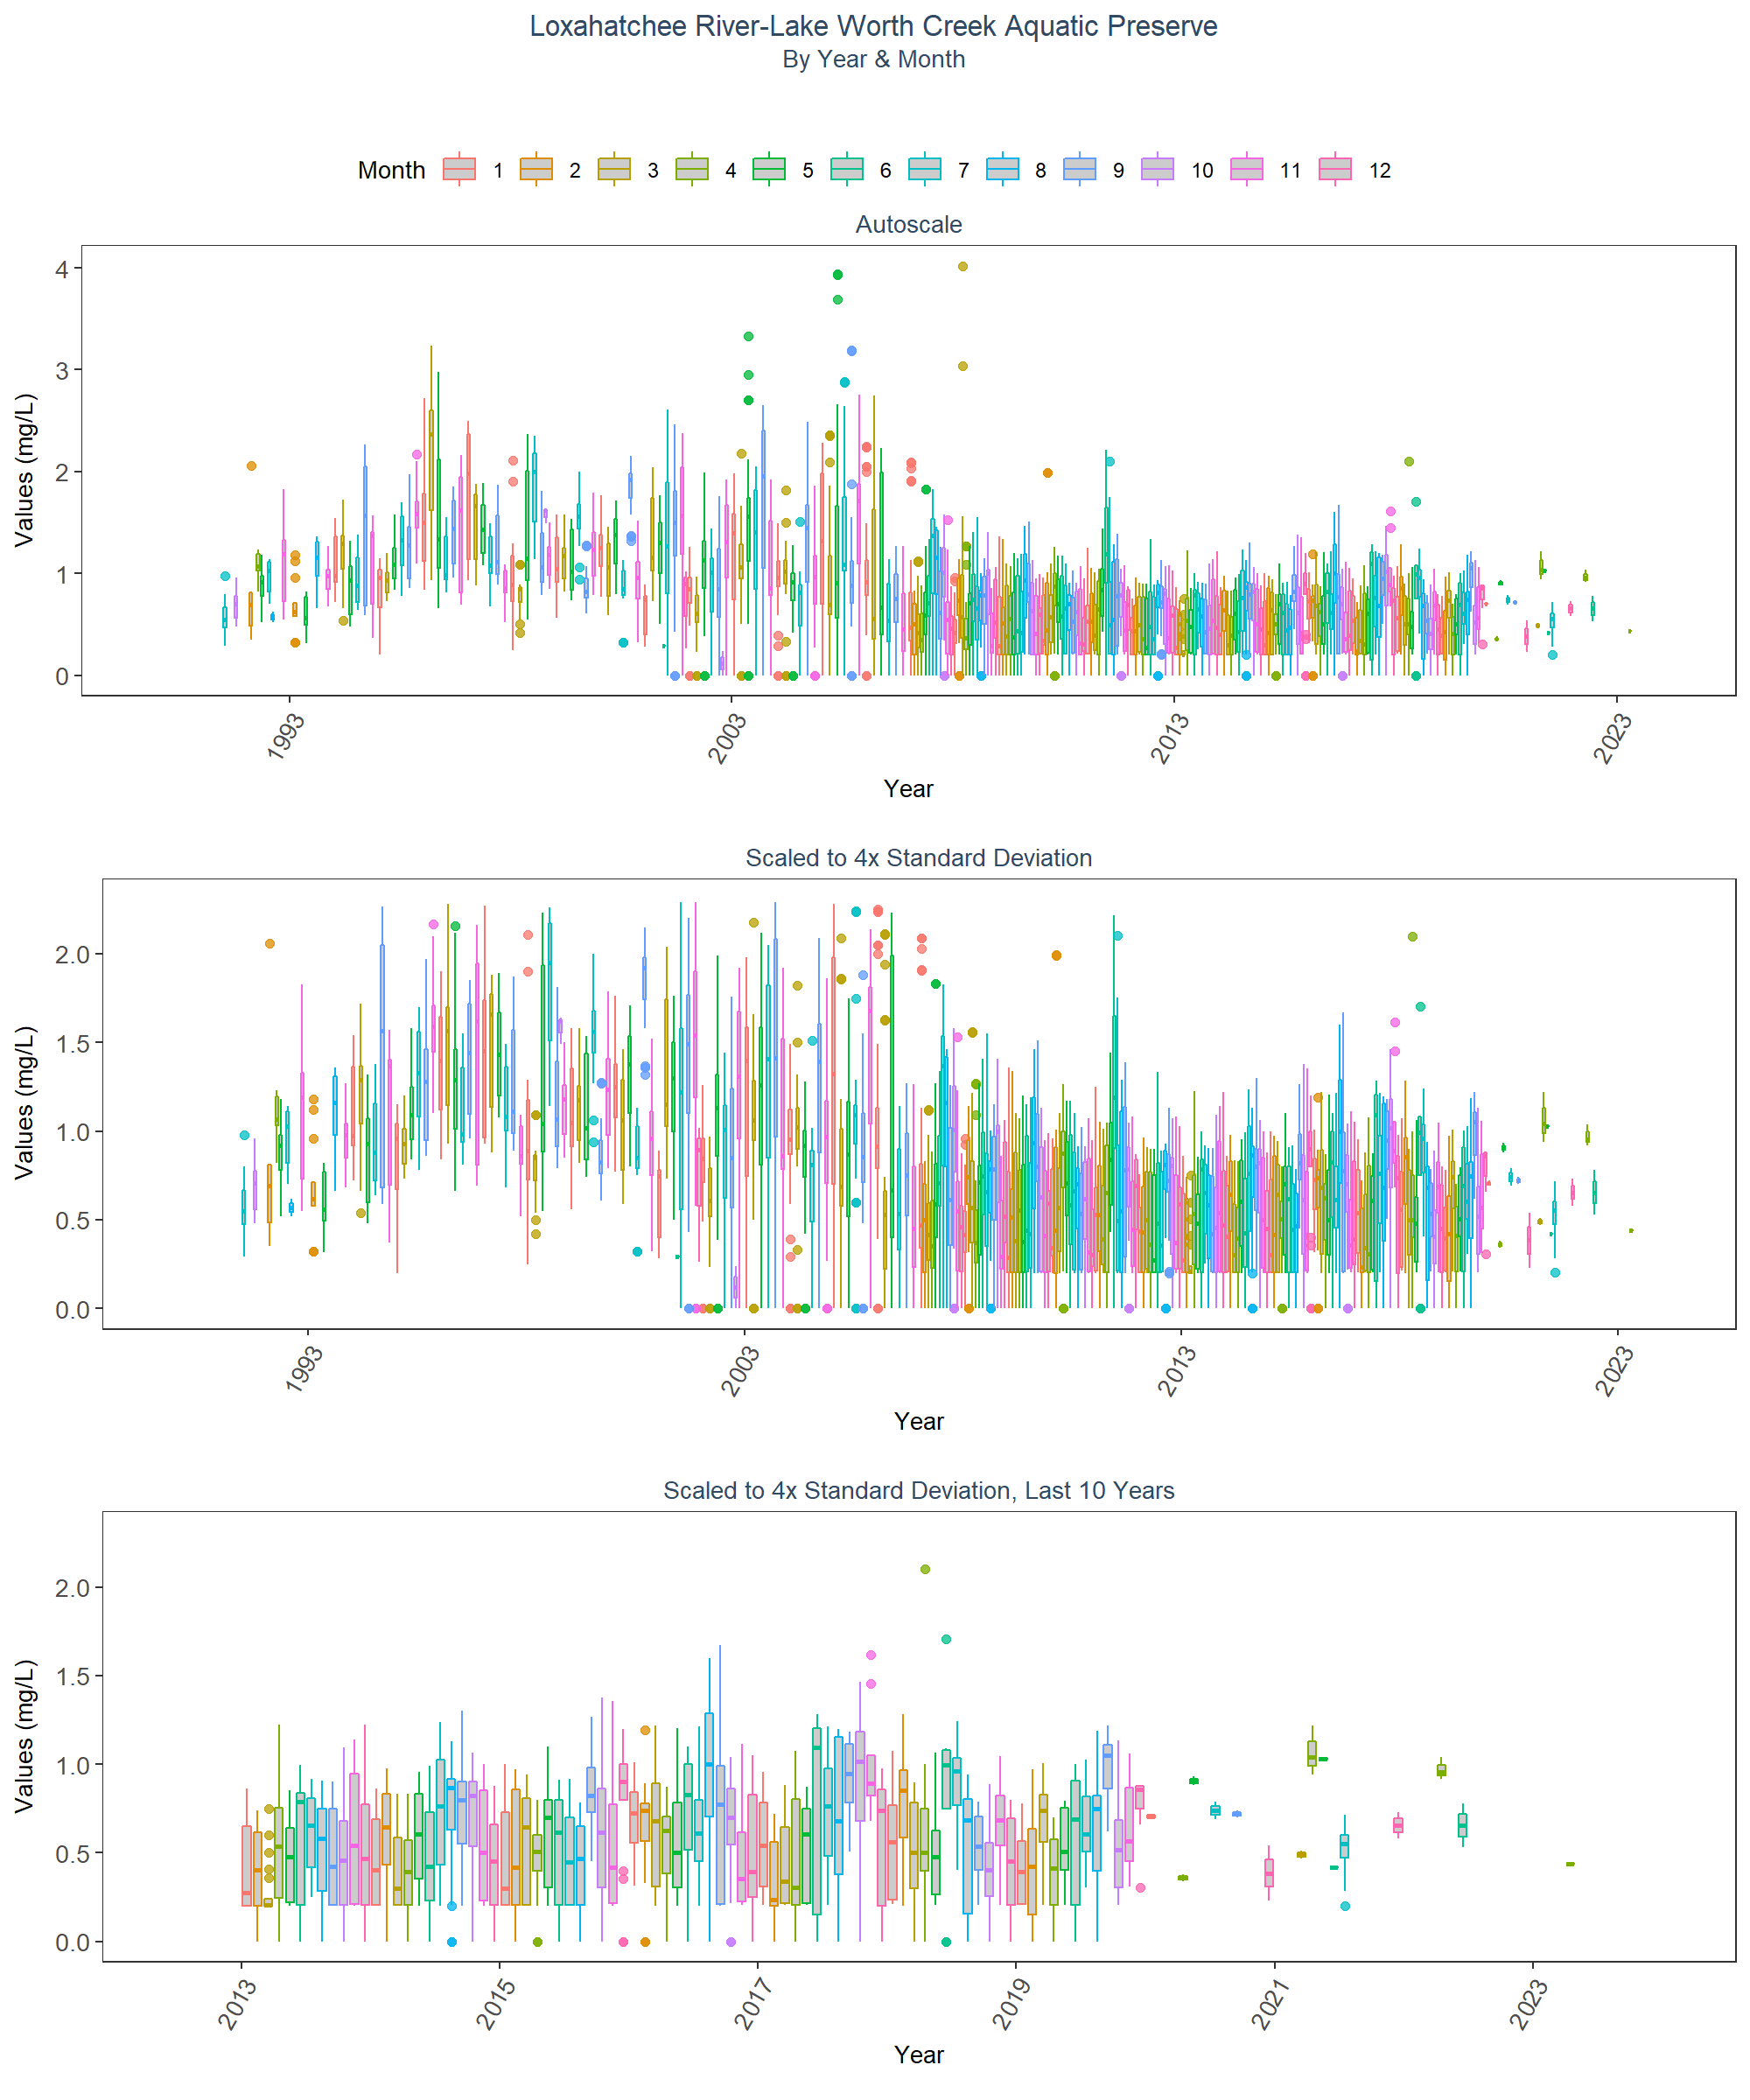 Loxahatchee River-Lake Worth Creek Aquatic Preserve
By Year & Month
Month 1 2 3 4 5 6 7 8 9 10 11 12
Autoscale
Values (mg/L)
4
3
2
1
0
1993 2003 2013 2023
Year
Scaled to 4x Standard Deviation
Values (mg/L)
2.0
1.5
1.0
0.5
0.0
1993 2003 2013 2023
Year
Scaled to 4x Standard Deviation, Last 10 Years
Values (mg/L)
2.0
1.5
1.0
0.5
0.0
2013 2015 2017 2019 2021 2023
Year